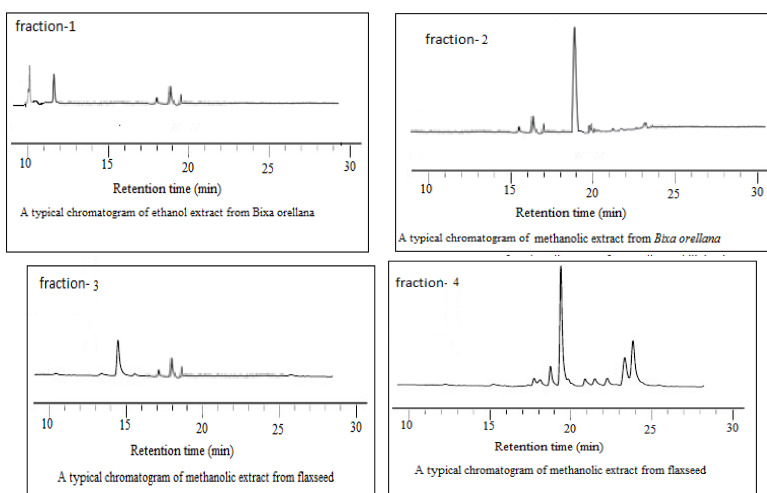 fraction-1
10 15 20 25 30
Retention time (min)
A typical chromatogram of ethanol extract from Bixa orellana
fraction- 2
10 15 20 25 30
Retention time (min)
A typical chromatogram of methanolic extract from Bixa orellana
fraction- 3
10 15 20 25 30
Retention time (min)
A typical chromatogram of methanolic extract from flaxseed
fraction- 4
10 15 19 25 30
Retention time (min)
A typical chromatogram of methanolic extract from flaxseed